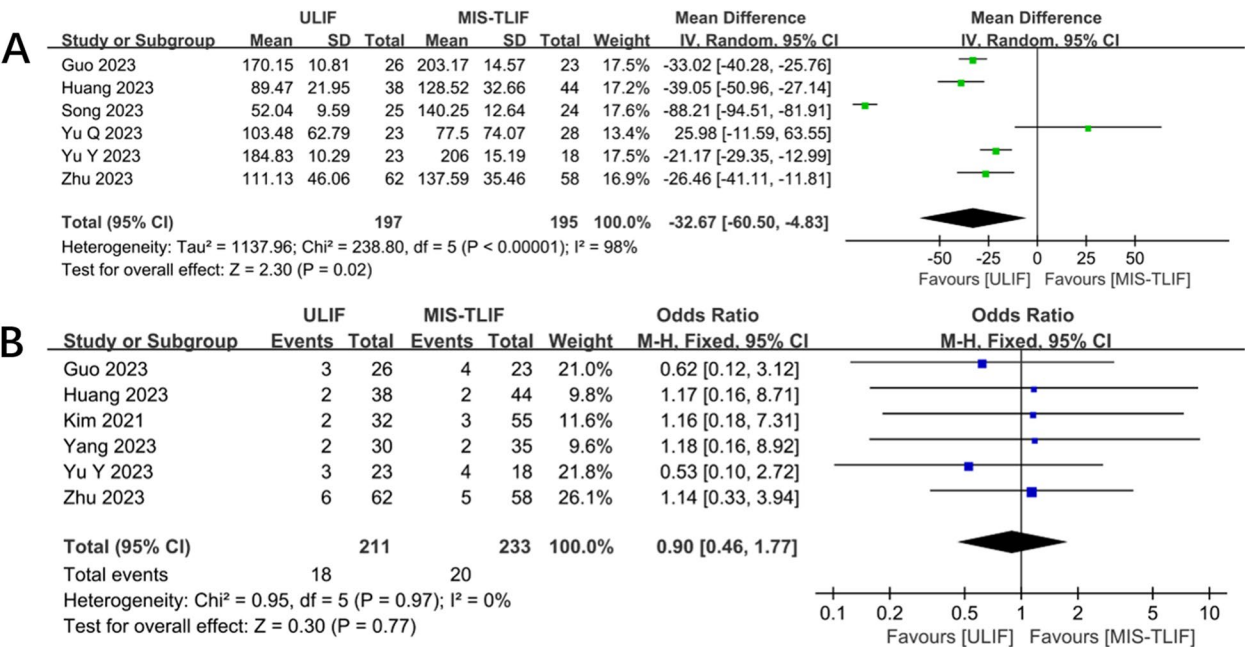 A
ULIF MIS-TLIF Mean Difference Mean Difference
Study or Subgroup Mean SD Total Mean SD Total Weight IV, Random, 95% CI IV, Random, 95% CI
Guo 2023 170.15 10.81 26 203.17 14.57 23 17.5% -33.02 [-40.28, -25.76]
Huang 2023 89.47 21.95 38 128.52 32.66 44 17.2% -39.05 [-50.96, -27.14]
Song 2023 52.04 9.59 25 140.25 12.64 24 17.6% -88.21 [-94.51, -81.91]
Yu Q 2023 103.48 62.79 23 77.5 74.07 28 13.4% 25.98 [-11.59, 63.55]
Yu Y 2023 184.83 10.29 23 206 15.19 18 17.5% -21.17 [-29.35, -12.99]
Zhu 2023 111.13 46.06 62 137.59 35.46 58 16.9% -26.46 [-41.11, -11.81]
Total (95% CI) 197 195 100.0% -32.67 [-60.50, -4.83]
Heterogeneity: Tau² = 1137.96; Chi² = 238.80, df = 5 (P < 0.00001); I² = 98%
Test for overall effect: Z = 2.30 (P = 0.02)
-50 -25 0 25 50
Favours [ULIF] Favours [MIS-TLIF]
B
ULIF MIS-TLIF Odds Ratio Odds Ratio
Study or Subgroup Events Total Events Total Weight M-H, Fixed, 95% CI M-H, Fixed, 95% CI
Guo 2023 3 26 4 23 21.0% 0.62 [0.12, 3.12]
Huang 2023 2 38 2 44 9.8% 1.17 [0.16, 8.71]
Kim 2021 2 32 3 55 11.6% 1.16 [0.18, 7.31]
Yang 2023 2 30 2 35 9.6% 1.18 [0.16, 8.92]
Yu Y 2023 3 23 4 18 21.8% 0.53 [0.10, 2.72]
Zhu 2023 6 62 5 58 26.1% 1.14 [0.33, 3.94]
Total (95% CI) 211 233 100.0% 0.90 [0.46, 1.77]
Total events 18 20
Heterogeneity: Chi² = 0.95, df = 5 (P = 0.97); I² = 0%
Test for overall effect: Z = 0.30 (P = 0.77)
0.1 0.2 0.5 1 2 5 10
Favours [ULIF] Favours [MIS-TLIF]